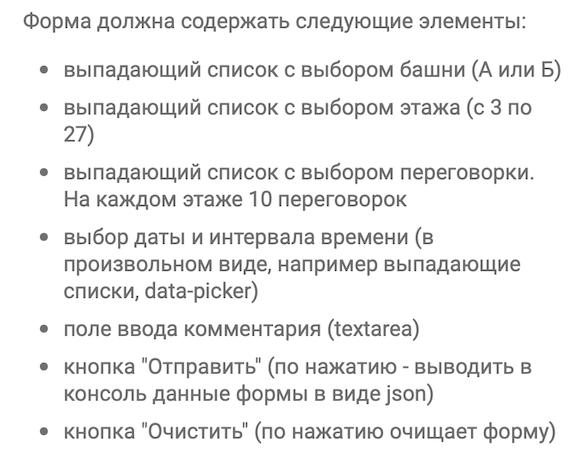 Форма должна содержать следующие элементы:
• выпадающий список с выбором башни (А или Б)
• выпадающий список с выбором этажа (с 3 по
27)
• выпадающий список с выбором переговорки.
На каждом этаже 10 переговорок
• выбор даты и интервала времени (в
произвольном виде, например выпадающие
списки, data-picker)
• поле ввода комментария (textarea)
• кнопка "Отправить" (по нажатию - выводить в
консоль данные формы в виде json)
• кнопка "Очистить" (по нажатию очищает форму)